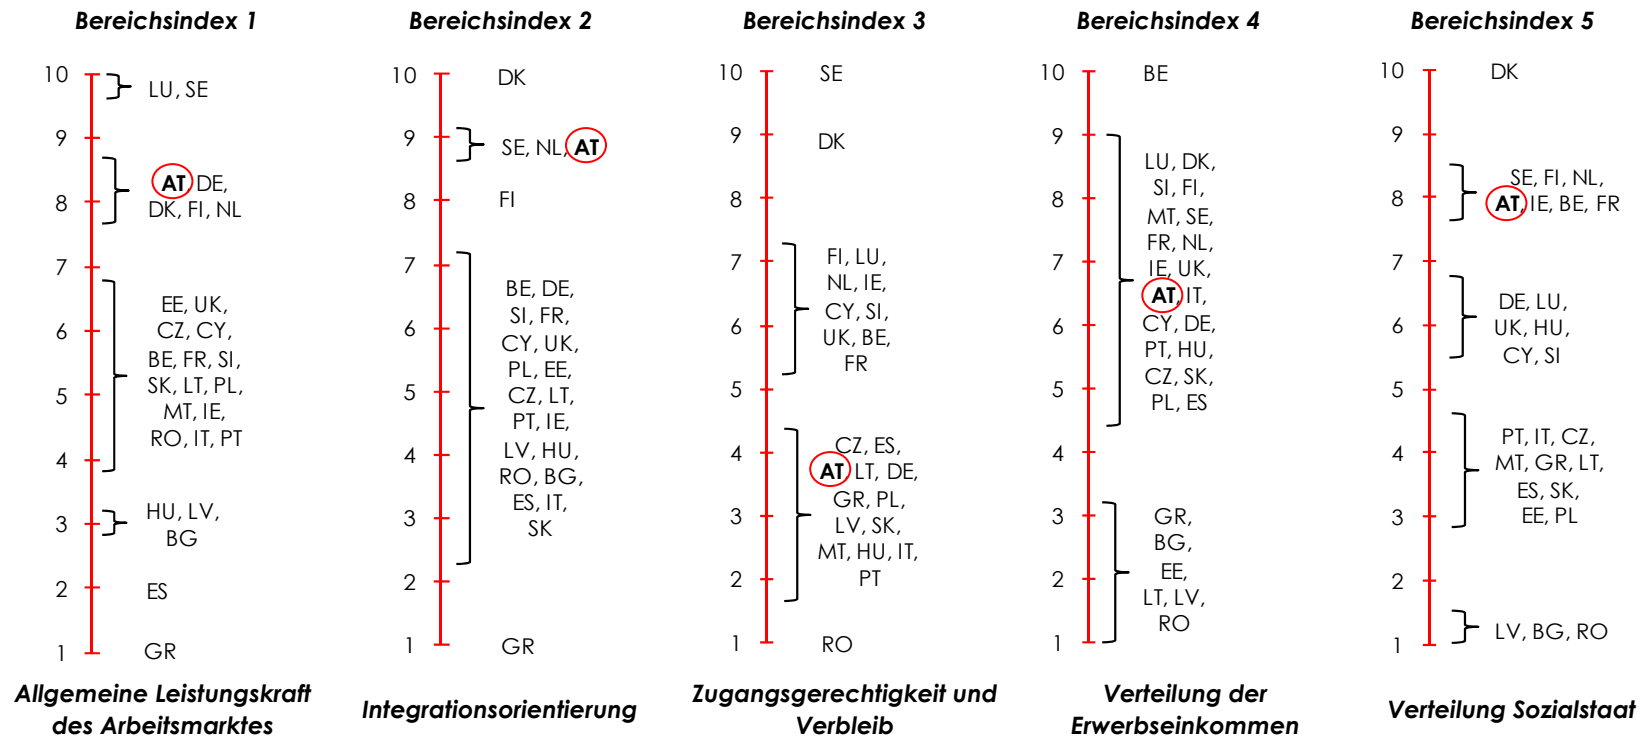 Bereichsindex 1
10
9
8
7
6
5
4
3
2
1
LU, SE
AT, DE,
DK, FI, NL
EE, UK,
CZ, CY,
BE, FR, SI,
SK, LT, PL,
MT, IE,
RO, IT, PT
HU, LV,
BG
ES
GR
Allgemeine Leistungskraft
des Arbeitsmarktes
Bereichsindex 2
10
9
8
7
6
5
4
3
2
1
DK
SE, NL, AT
FI
BE, DE,
SI, FR,
CY, UK,
PL, EE,
CZ, LT,
PT, IE,
LV, HU,
RO, BG,
ES, IT,
SK
GR
Integrationsorientierung
Bereichsindex 3
10
9
8
7
6
5
4
3
2
1
SE
DK
FI, LU,
NL, IE,
CY, SI,
UK, BE,
FR
CZ, ES,
AT, LT, DE,
GR, PL,
LV, SK,
MT, HU, IT,
PT
RO
Zugangsgerechtigkeit und
Verbleib
Bereichsindex 4
10
9
8
7
6
5
4
3
2
1
BE
LU, DK,
SI, FI,
MT, SE,
FR, NL,
IE, UK,
AT, IT,
CY, DE,
PT, HU,
CZ, SK,
PL, ES
GR,
BG,
EE,
LT, LV,
RO
Verteilung der
Erwerbseinkommen
Bereichsindex 5
10
9
8
7
6
5
4
3
2
1
DK
SE, FI, NL,
AT, IE, BE, FR
DE, LU,
UK, HU,
CY, SI
PT, IT, CZ,
MT, GR, LT,
ES, SK,
EE, PL
LV, BG, RO
Verteilung Sozialstaat